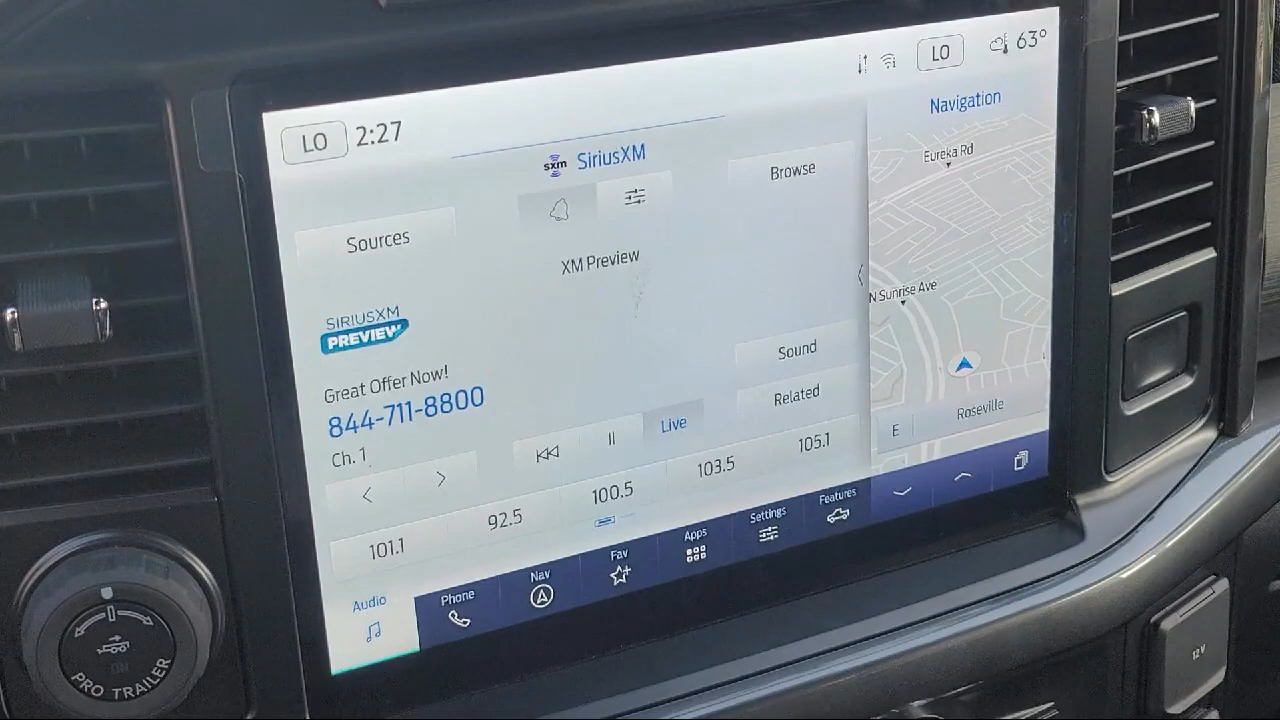 LO 2:27
LO 63°
sxm SiriusXM
Navigation
Sources
Browse
XM Preview
Eureka Rd
N Sunrise Ave
SIRIUSXM
PREVIEW
Great Offer Now!
844-711-8800
Ch. 1
Live
Sound
Related
E Roseville
101.1 92.5 100.5 103.5 105.1
Audio Phone Nav Fav Apps Settings Features
PRO TRAILER
12V